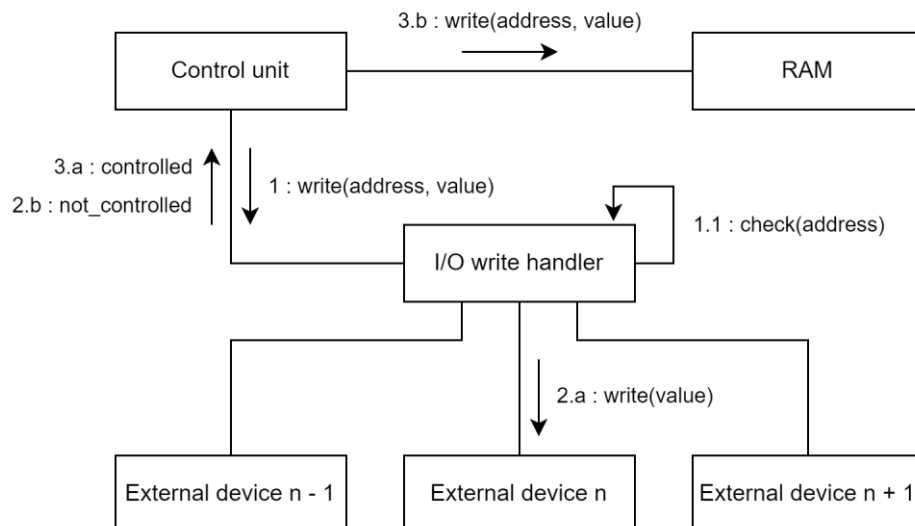 3.b : write(address, value)
Control unit
RAM
3.a : controlled
1 : write(address, value)
2.b : not_controlled
1.1 : check(address)
I/O write handler
2.a : write(value)
External device n - 1
External device n
External device n + 1